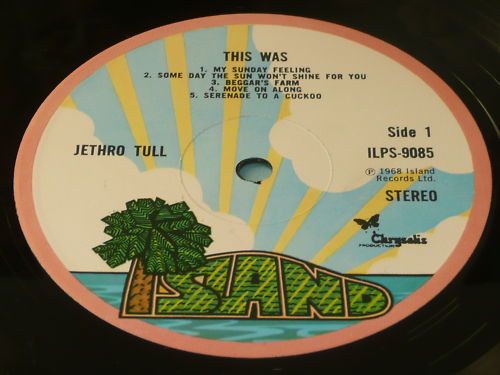 THIS WAS
1. MY SUNDAY FEELING
2. SOME DAY THE SUN WON'T SHINE FOR YOU
3. BEGGAR'S FARM
4. MOVE ON ALONG
5. SERENADE TO A CUCKOO
JETHRO TULL
Side 1
ILPS-9085
Ⓟ 1968 Island
Records Ltd.
STEREO
Chrysalis
PRODUCTION
ISLAND